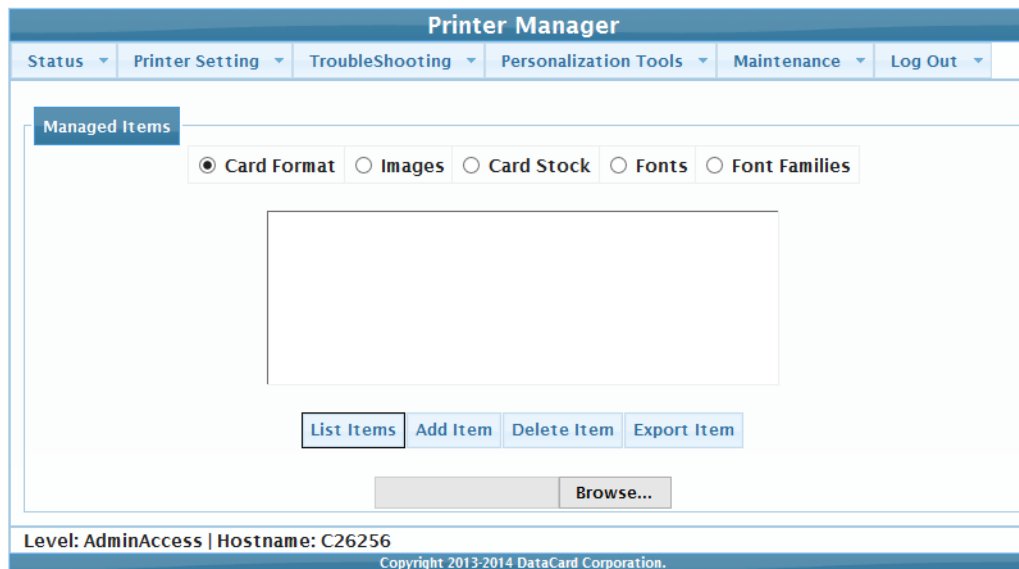 Printer Manager
Status Printer Setting TroubleShooting Personalization Tools Maintenance Log Out
Managed Items
Card Format Images Card Stock Fonts Font Families
List Items Add Item Delete Item Export Item
Browse...
Level: AdminAccess | Hostname: C26256
Copyright 2013-2014 DataCard Corporation.